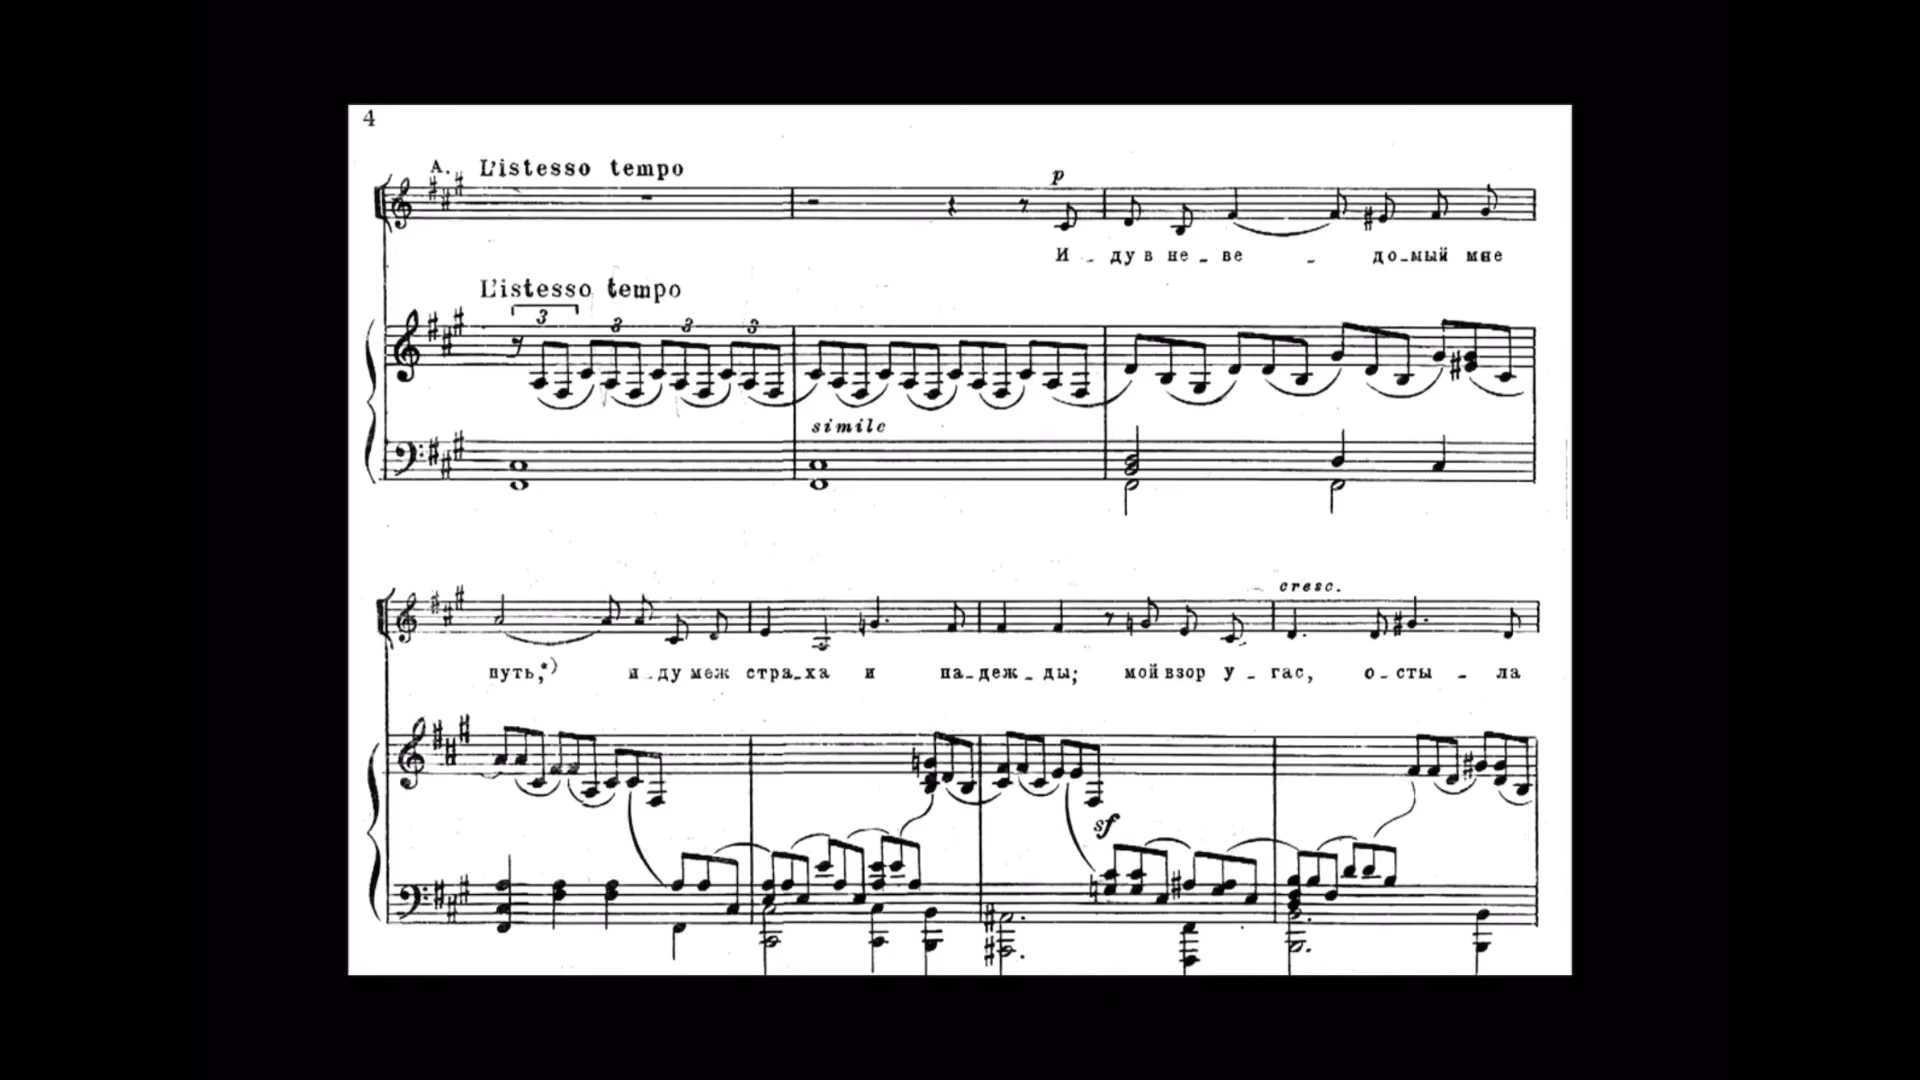 4
A. L'istesso tempo
p
И - ду в не - ве - до-мый мне
L'istesso tempo
3 3 3 3
simile
cresc.
путь,*) и - ду меж стра-ха и на-деж-ды; мой взор у - гас, о-сты - ла
sf